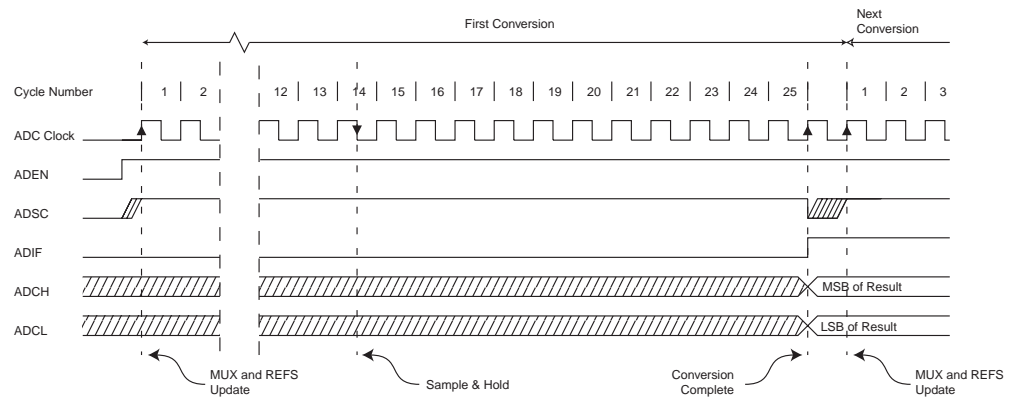 First Conversion
Next
Conversion
Cycle Number 1 2 12 13 14 15 16 17 18 19 20 21 22 23 24 25 1 2 3
ADC Clock
ADEN
ADSC
ADIF
ADCH MSB of Result
ADCL LSB of Result
MUX and REFS
Update
Sample & Hold
Conversion
Complete
MUX and REFS
Update